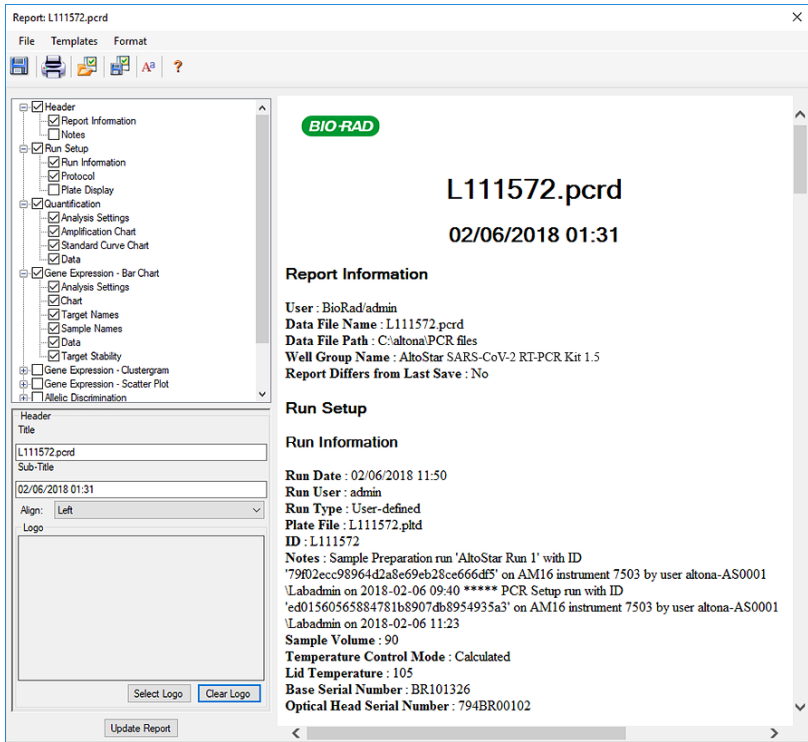 Report: L111572.pcrd
File Templates Format
Aa ?
Header
Report Information
Notes
Run Setup
Run Information
Protocol
Plate Display
Quantification
Analysis Settings
Amplification Chart
Standard Curve Chart
Data
Gene Expression - Bar Chart
Analysis Settings
Chart
Target Names
Sample Names
Data
Target Stability
Gene Expression - Clustergram
Gene Expression - Scatter Plot
Allelic Discrimination
Header
Title
L111572.pcrd
Sub-Title
02/06/2018 01:31
Align: Left
Logo
Select Logo Clear Logo
Update Report
BIO-RAD
L111572.pcrd
02/06/2018 01:31
Report Information
User : BioRad/admin
Data File Name : L111572.pcrd
Data File Path : C:\altona\PCR files
Well Group Name : AltoStar SARS-CoV-2 RT-PCR Kit 1.5
Report Differs from Last Save : No
Run Setup
Run Information
Run Date : 02/06/2018 11:50
Run User : admin
Run Type : User-defined
Plate File : L111572.pltd
ID : L111572
Notes : Sample Preparation run 'AltoStar Run 1' with ID
'79f02ecc98964d2a8e69eb28ce666df5' on AM16 instrument 7503 by user altona-AS0001
\Labadmin on 2018-02-06 09:40 ***** PCR Setup run with ID
'ed01560565884781b8907db8954935a3' on AM16 instrument 7503 by user altona-AS0001
\Labadmin on 2018-02-06 11:23
Sample Volume : 90
Temperature Control Mode : Calculated
Lid Temperature : 105
Base Serial Number : BR101326
Optical Head Serial Number : 794BR00102